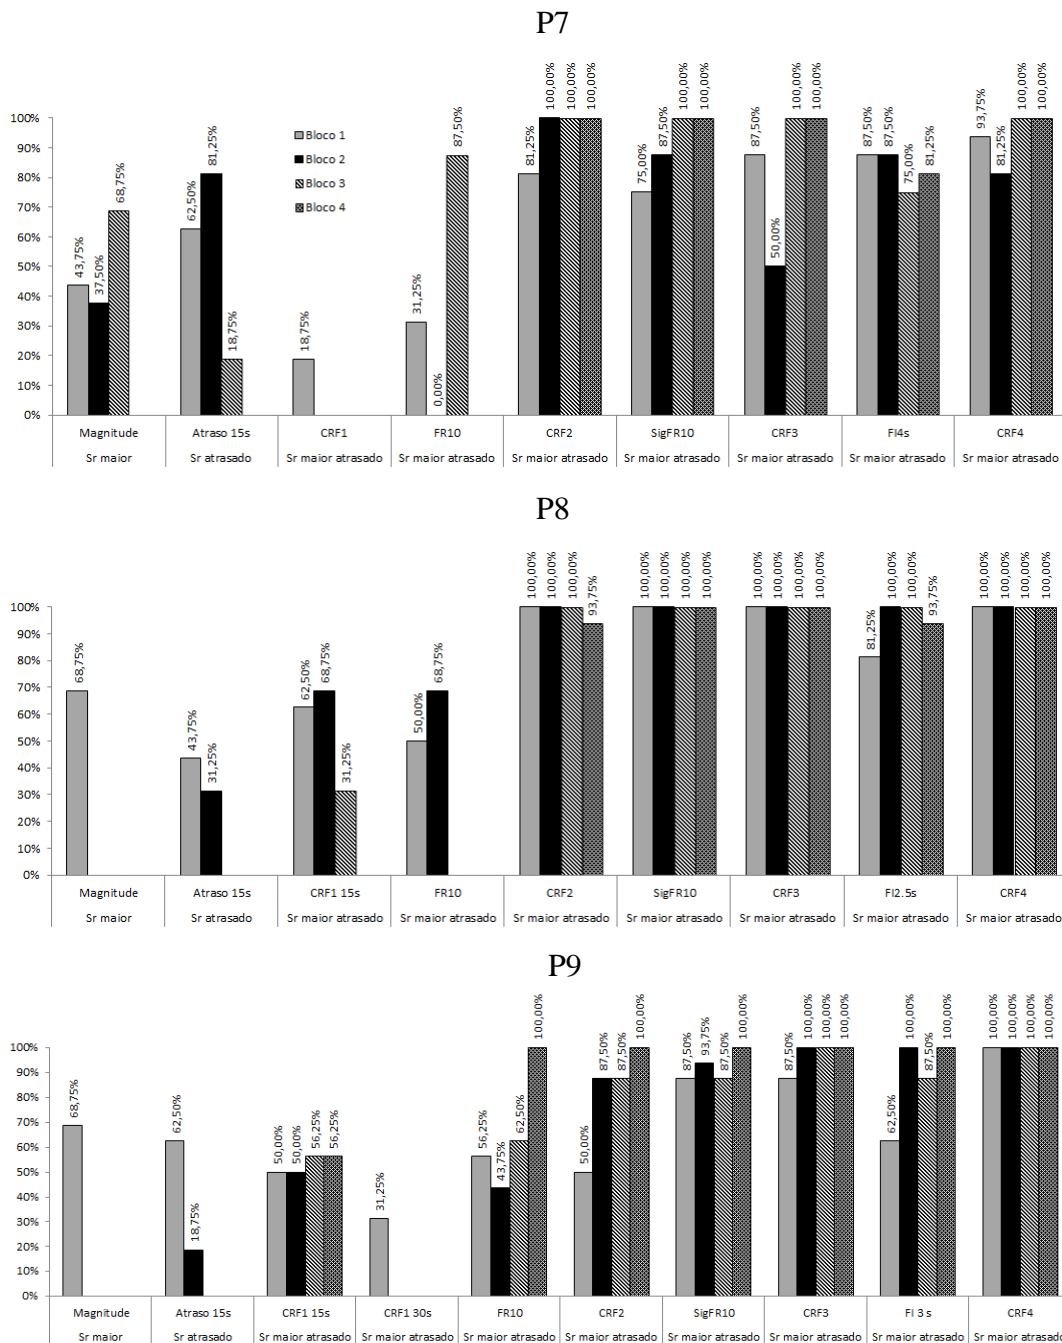 P7
100,00% 100,00% 100,00% 100,00% 100,00% 100,00% 100,00% 100,00% 100,00%
100%
90%
80%
70%
60%
50%
40%
30%
20%
10%
0%
43,75% 37,50% 68,75%
62,50% 81,25% 18,75%
18,75%
31,25% 0,00% 87,50%
81,25%
75,00% 87,50%
87,50% 50,00%
87,50% 87,50% 75,00% 81,25%
93,75% 81,25%
Bloco 1
Bloco 2
Bloco 3
Bloco 4
Magnitude Atraso 15s CRF1 FR10 CRF2 SigFR10 CRF3 FI4s CRF4
Sr maior Sr atrasado Sr maior atrasado Sr maior atrasado Sr maior atrasado Sr maior atrasado Sr maior atrasado Sr maior atrasado Sr maior atrasado
P8
100%
90%
80%
70%
60%
50%
40%
30%
20%
10%
0%
68,75%
43,75% 31,25%
62,50% 68,75% 31,25%
50,00% 68,75%
100,00% 100,00% 100,00% 93,75%
100,00% 100,00% 100,00% 100,00%
100,00% 100,00% 100,00% 100,00%
81,25% 100,00% 100,00% 93,75%
100,00% 100,00% 100,00% 100,00%
Magnitude Atraso 15s CRF1 15s FR10 CRF2 SigFR10 CRF3 FI2.5s CRF4
Sr maior Sr atrasado Sr maior atrasado Sr maior atrasado Sr maior atrasado Sr maior atrasado Sr maior atrasado Sr maior atrasado Sr maior atrasado
P9
100%
90%
80%
70%
60%
50%
40%
30%
20%
10%
0%
68,75%
62,50% 18,75%
50,00% 50,00% 56,25% 56,25%
31,25%
56,25% 43,75% 62,50% 100,00%
50,00% 87,50% 87,50% 100,00%
87,50% 93,75% 87,50% 100,00%
87,50% 100,00% 100,00% 100,00%
62,50% 100,00% 87,50% 100,00%
100,00% 100,00% 100,00% 100,00%
Magnitude Atraso 15s CRF1 15s CRF1 30s FR10 CRF2 SigFR10 CRF3 FI 3 s CRF4
Sr maior Sr atrasado Sr maior atrasado Sr maior atrasado Sr maior atrasado Sr maior atrasado Sr maior atrasado Sr maior atrasado Sr maior atrasado Sr maior atrasado